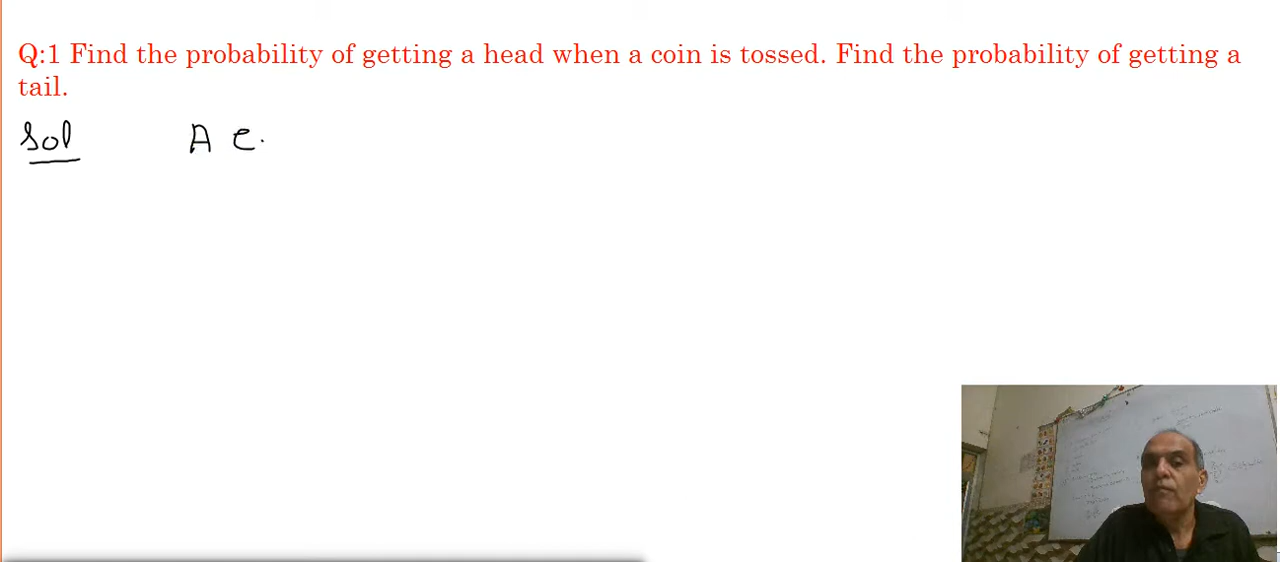 Q:1 Find the probability of getting a head when a coin is tossed. Find the probability of getting a
tail.
Sol A C.